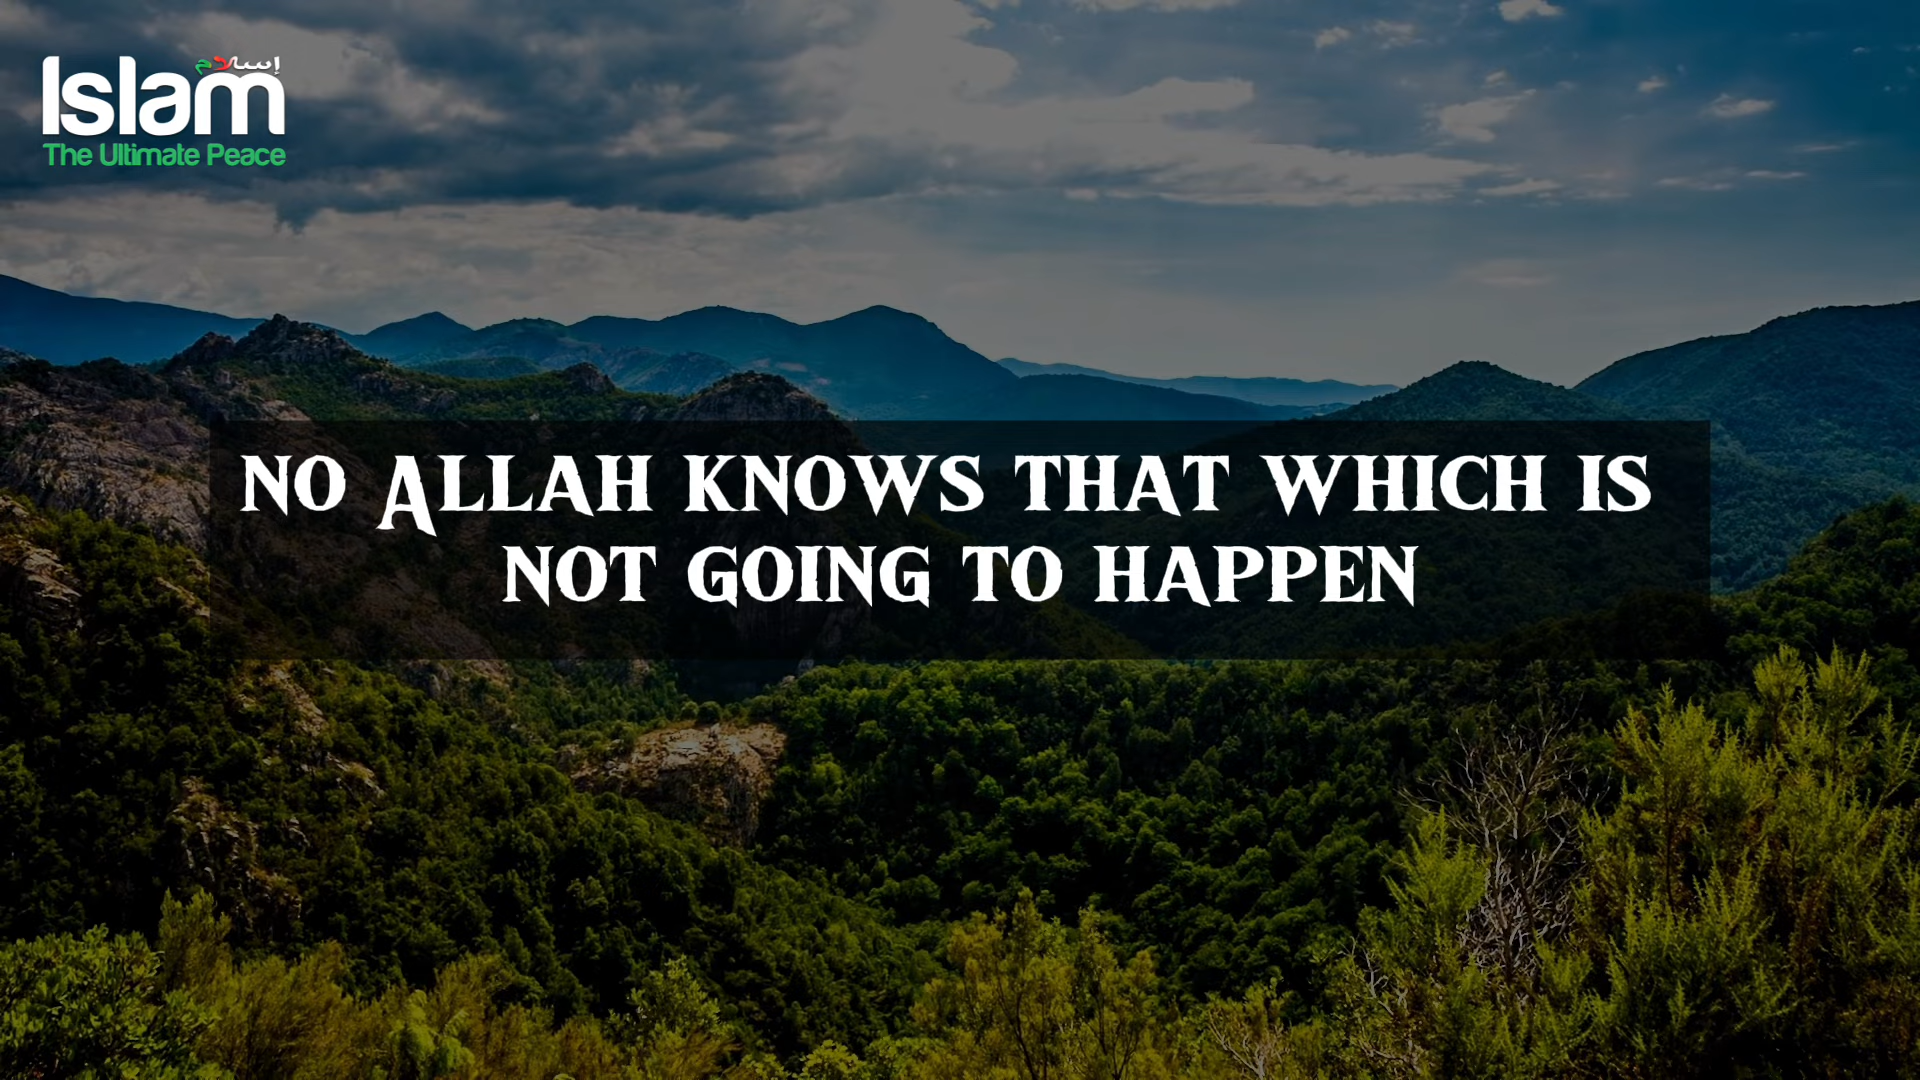 إسلام
Islam
The Ultimate Peace
no Allah knows that which is
not going to happen